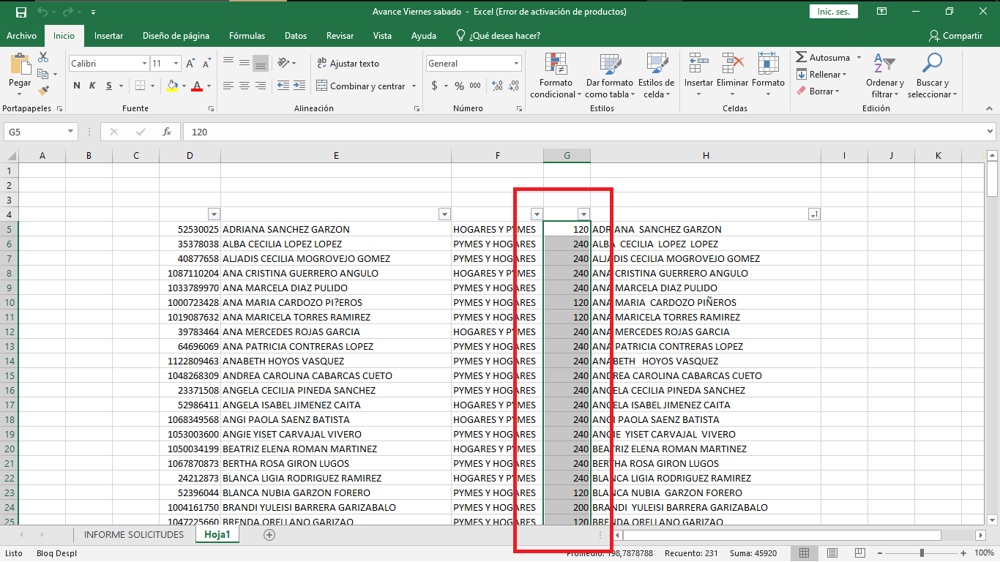 Avance Viernes sabado - Excel (Error de activación de productos)
Inic. ses.
Archivo Inicio Insertar Diseño de página Fórmulas Datos Revisar Vista Ayuda ¿Qué desea hacer? Compartir
Pegar
Calibri 11
N K S
Ajustar texto
Combinar y centrar
General
$ % 000
Formato condicional
Dar formato como tabla
Estilos de celda
Insertar Eliminar Formato
Autosuma
Rellenar
Borrar
Ordenar y filtrar
Buscar y seleccionar
Portapapeles Fuente Alineación Número Estilos Celdas Edición
G5 fx 120
A B C D E F G H I J K
1
2
3
4
5 52530025 ADRIANA SANCHEZ GARZON HOGARES Y PYMES 120 ADRIANA SANCHEZ GARZON
6 35378038 ALBA CECILIA LOPEZ LOPEZ PYMES Y HOGARES 240 ALBA CECILIA LOPEZ LOPEZ
7 40877658 ALJADIS CECILIA MOGROVEJO GOMEZ PYMES Y HOGARES 240 ALJADIS CECILIA MOGROVEJO GOMEZ
8 1087110204 ANA CRISTINA GUERRERO ANGULO HOGARES Y PYMES 240 ANA CRISTINA GUERRERO ANGULO
9 1033789970 ANA MARCELA DIAZ PULIDO PYMES Y HOGARES 240 ANA MARCELA DIAZ PULIDO
10 1000723428 ANA MARIA CARDOZO PI?EROS PYMES Y HOGARES 120 ANA MARIA CARDOZO PIÑEROS
11 1019087632 ANA MARICELA TORRES RAMIREZ PYMES Y HOGARES 120 ANA MARICELA TORRES RAMIREZ
12 39783464 ANA MERCEDES ROJAS GARCIA HOGARES Y PYMES 240 ANA MERCEDES ROJAS GARCIA
13 64696069 ANA PATRICIA CONTRERAS LOPEZ PYMES Y HOGARES 240 ANA PATRICIA CONTRERAS LOPEZ
14 1122809463 ANABETH HOYOS VASQUEZ PYMES Y HOGARES 240 ANABETH HOYOS VASQUEZ
15 1048268309 ANDREA CAROLINA CABARCAS CUETO PYMES Y HOGARES 240 ANDREA CAROLINA CABARCAS CUETO
16 23371508 ANGELA CECILIA PINEDA SANCHEZ PYMES Y HOGARES 240 ANGELA CECILIA PINEDA SANCHEZ
17 52986411 ANGELA ISABEL JIMENEZ CAITA HOGARES Y PYMES 240 ANGELA ISABEL JIMENEZ CAITA
18 1068349568 ANGI PAOLA SAENZ BATISTA HOGARES Y PYMES 240 ANGI PAOLA SAENZ BATISTA
19 1053003600 ANGIE YISET CARVAJAL VIVERO PYMES Y HOGARES 240 ANGIE YISET CARVAJAL VIVERO
20 1050034199 BEATRIZ ELENA ROMAN MARTINEZ HOGARES Y PYMES 240 BEATRIZ ELENA ROMAN MARTINEZ
21 1067870873 BERTHA ROSA GIRON LUGOS PYMES Y HOGARES 240 BERTHA ROSA GIRON LUGOS
22 24212873 BLANCA LIGIA RODRIGUEZ RAMIREZ HOGARES Y PYMES 240 BLANCA LIGIA RODRIGUEZ RAMIREZ
23 52396044 BLANCA NUBIA GARZON FORERO PYMES Y HOGARES 120 BLANCA NUBIA GARZON FORERO
24 1004161750 BRANDI YULEISI BARRERA GARIZABALO PYMES Y HOGARES 200 BRANDI YULEISI BARRERA GARIZABALO
25 1047225660 BRENDA ORELLANO GARIZAO PYMES Y HOGARES 120 BRENDA ORELLANO GARIZAO
INFORME SOLICITUDES Hoja1
Listo Bloq Despl Promedio: 198,7878788 Recuento: 231 Suma: 45920 100%